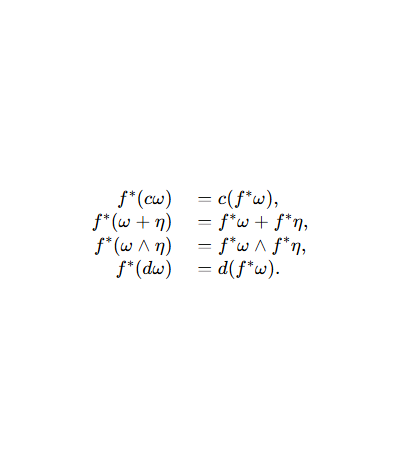 f*(cω) = c(f*ω),
f*(ω + η) = f*ω + f*η,
f*(ω ∧ η) = f*ω ∧ f*η,
f*(dω) = d(f*ω).